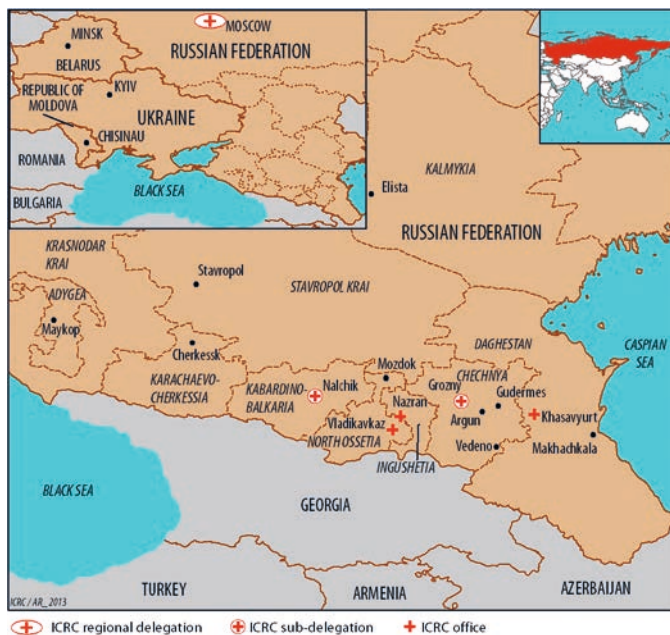 MOSCOW
MINSK
RUSSIAN FEDERATION
BELARUS
REPUBLIC OF
MOLDOVA
KYIV
UKRAINE
CHISINAU
ROMANIA
BLACK SEA
BULGARIA
KALMYKIA
Elista
RUSSIAN FEDERATION
KRASNODAR
KRAI
Stavropol
STAVROPOL KRAI
ADYGEA
Maykop
Cherkessk
DAGHESTAN
CASPIAN
SEA
KARACHAEVO-
CHERKESSIA
KABARDINO-
BALKARIA
Nalchik
Mozdok
Nazran
Vladikavkaz
NORTH OSSETIA
INGUSHETIA
CHECHNYA
Grozny
Gudermes
Argun
Vedeno
Khasavyurt
Makhachkala
BLACK SEA
GEORGIA
TURKEY
ARMENIA
AZERBAIJAN
ICRC / AR_2013
ICRC regional delegation
ICRC sub-delegation
ICRC office